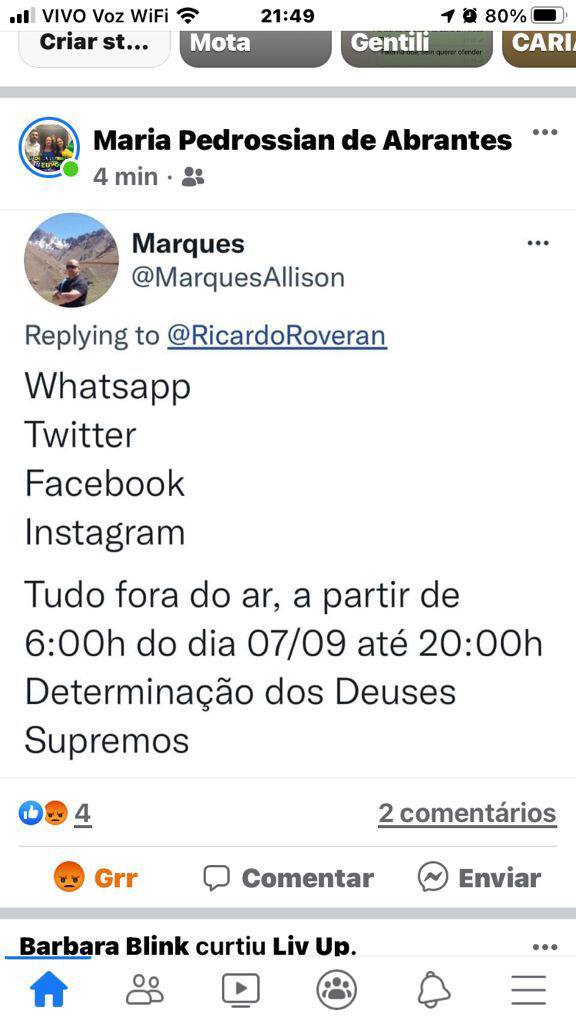 VIVO Voz WiFi 21:49 80%
Criar st... Mota Gentili CARIA
Maria Pedrossian de Abrantes
4 min ·
Marques
@MarquesAllison
Replying to @RicardoRoveran
Whatsapp
Twitter
Facebook
Instagram
Tudo fora do ar, a partir de
6:00h do dia 07/09 até 20:00h
Determinação dos Deuses
Supremos
4 2 comentários
Grr Comentar Enviar
Barbara Blink curtiu Liv Up.